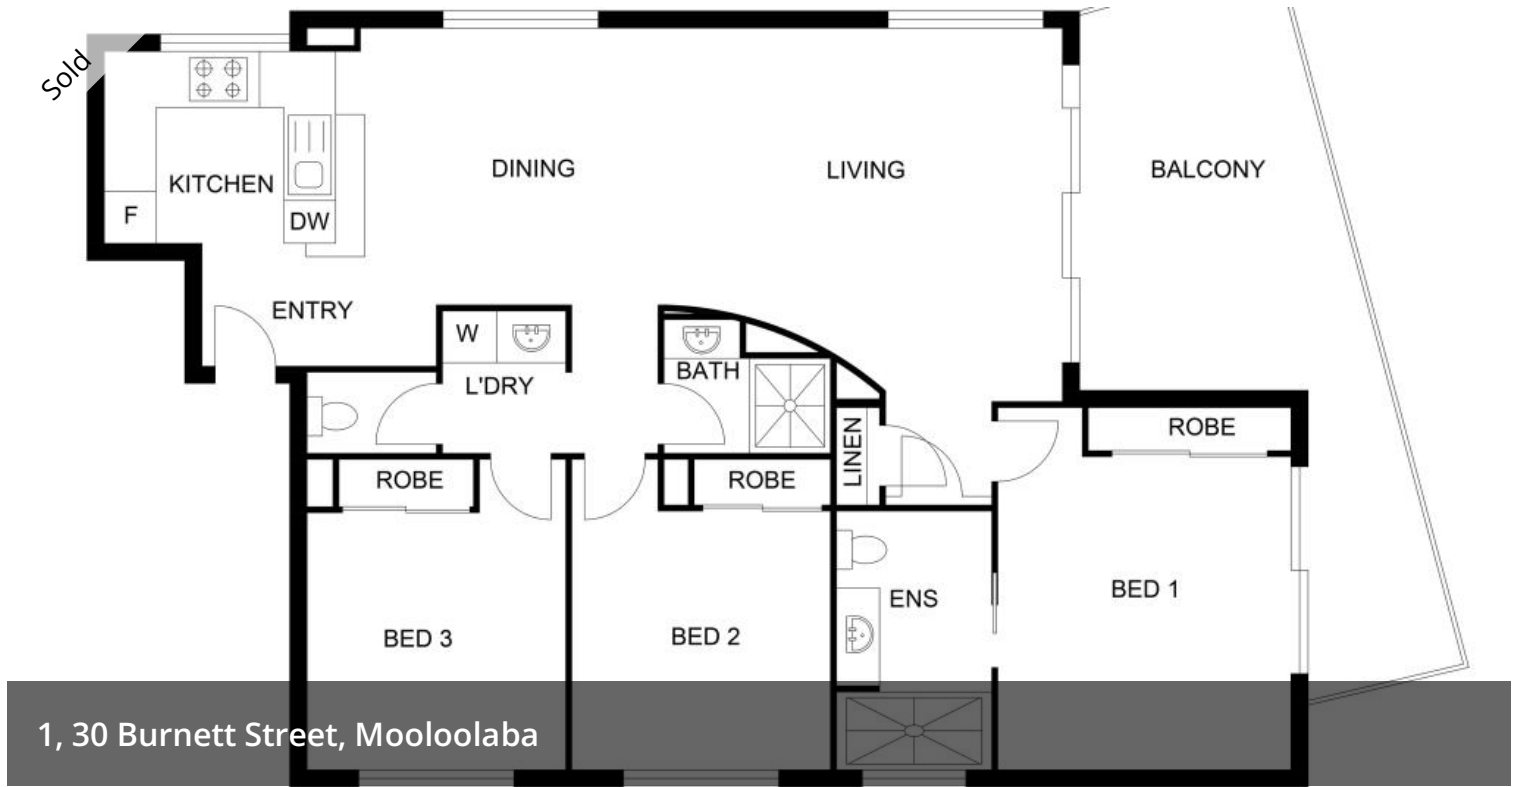 Sold
KITCHEN
DINING
LIVING
BALCONY
F
DW
ENTRY
W
L'DRY
BATH
LINEN
ROBE
ROBE
ROBE
ENS
BED 1
BED 3
BED 2
1, 30 Burnett Street, Mooloolaba